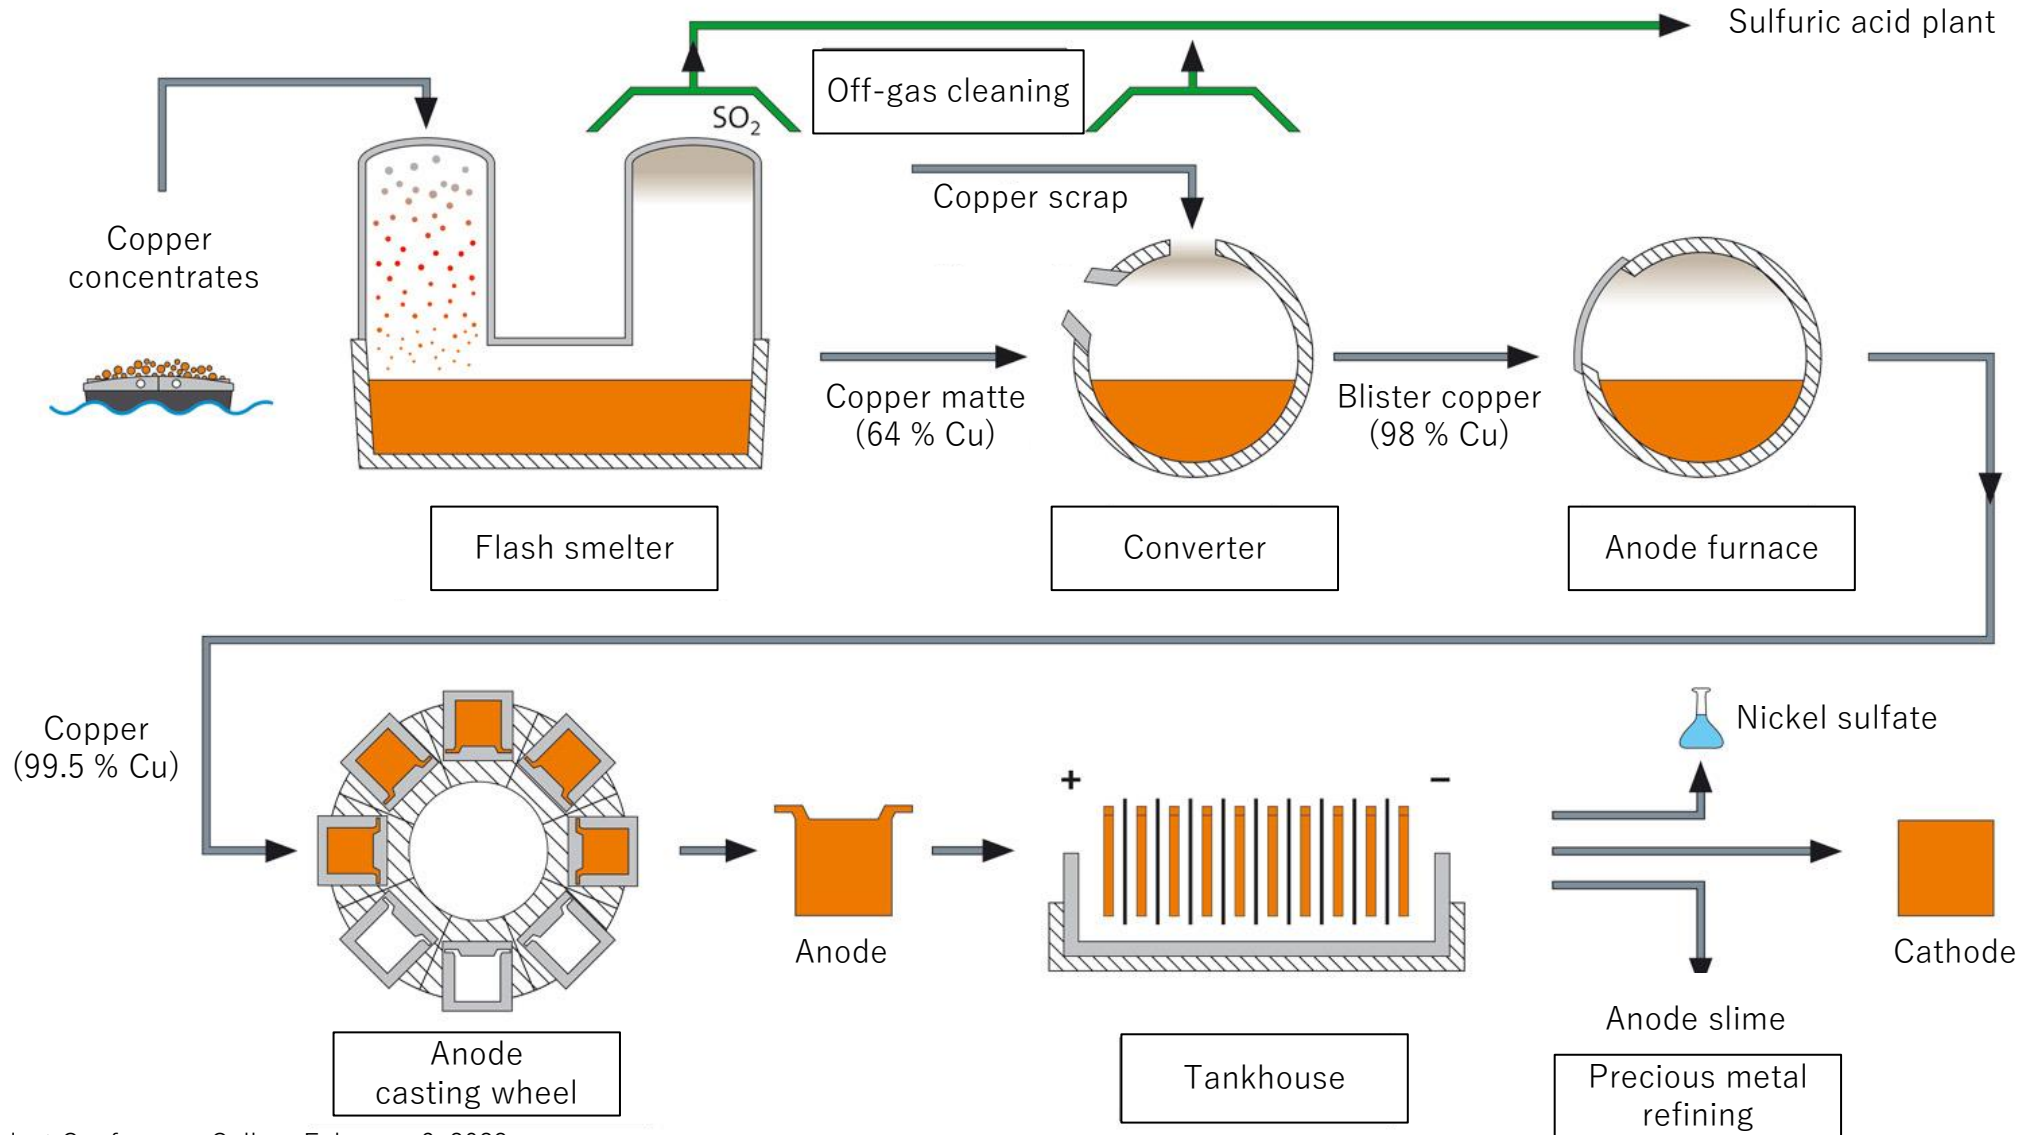 Sulfuric acid plant
Off-gas cleaning
SO₂
Copper scrap
Copper
concentrates
Copper matte
(64 % Cu)
Blister copper
(98 % Cu)
Flash smelter
Converter
Anode furnace
Copper
(99.5 % Cu)
Nickel sulfate
+
−
Anode
Cathode
Anode slime
Anode
casting wheel
Tankhouse
Precious metal
refining